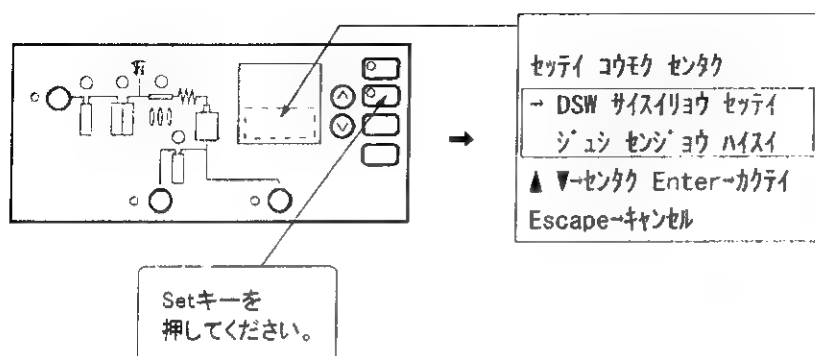 セッテイ コウモク センタク
→ DSW サイスイリョウ セッテイ
ジュシ センジョウ ハイスイ
▲ ▼→センタク Enter→カクテイ
Escape→キャンセル
Setキーを
押してください。